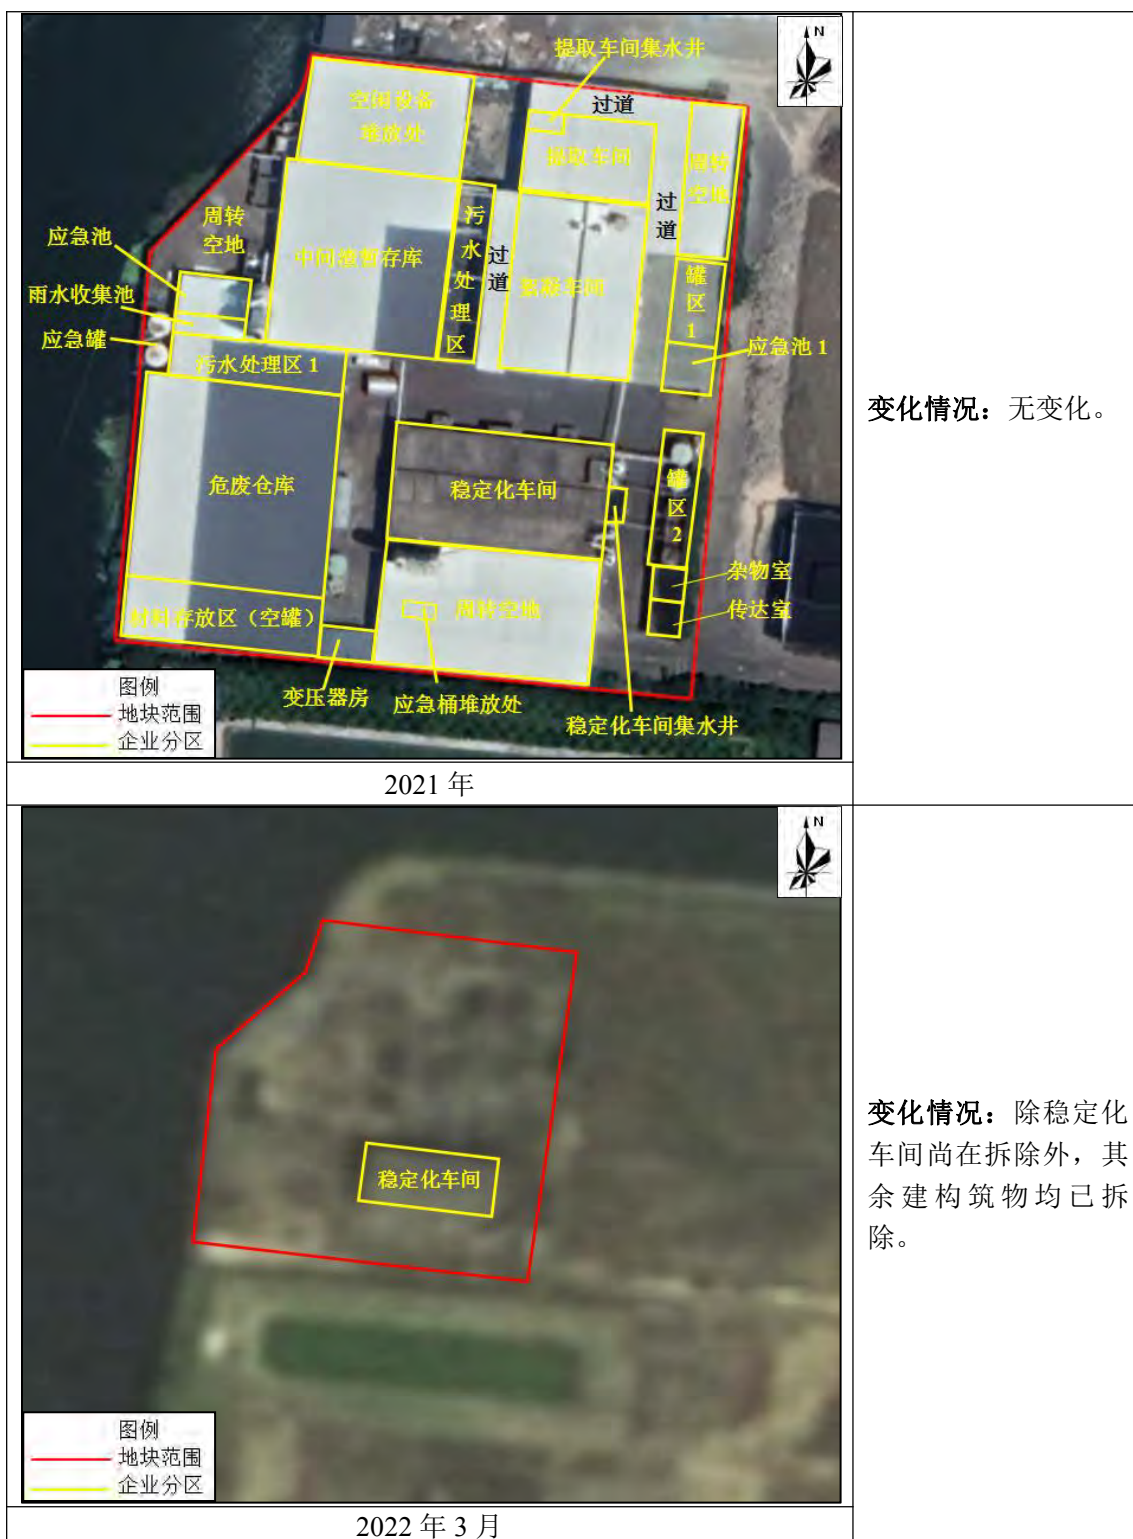 N
提取车间集水井
过道
空闲设备
堆放处
提取车间
周转
空地
过
道
周转
空地
应急池
污
水
处
理
区
过
道
中间渣暂存库
氨联车间
罐
区
1
雨水收集池
应急罐
应急池 1
污水处理区 1
危废仓库
稳定化车间
罐
区
2
杂物室
传达室
材料存放区（空罐）
周转空地
变压器房
应急桶堆放处
稳定化车间集水井
图例
地块范围
企业分区
变化情况：无变化。
2021 年
N
稳定化车间
图例
地块范围
企业分区
变化情况：除稳定化
车间尚在拆除外，其
余建构筑物均已拆
除。
2022 年 3 月